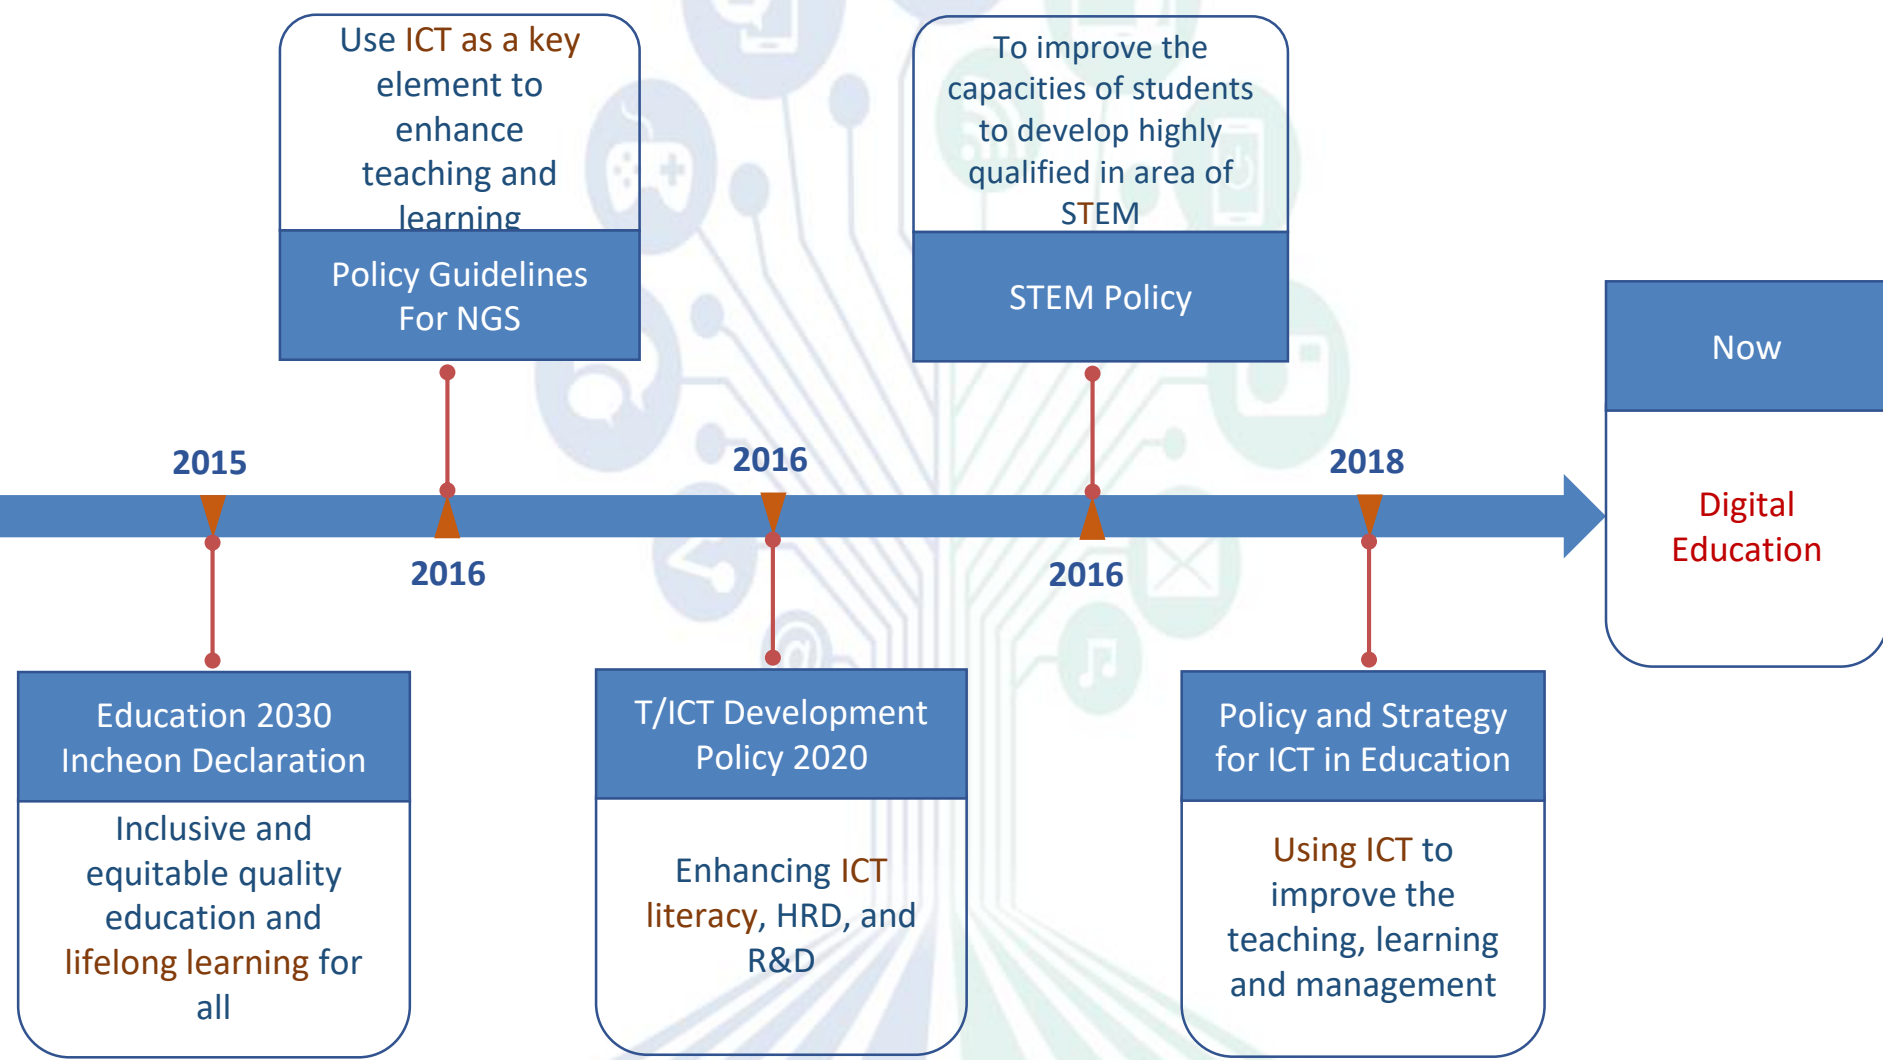 Use ICT as a key
element to
enhance
teaching and
learning
Policy Guidelines
For NGS
To improve the
capacities of students
to develop highly
qualified in area of
STEM
STEM Policy
Now
Digital
Education
2015
2016
2016
2016
2018
Education 2030
Incheon Declaration
Inclusive and
equitable quality
education and
lifelong learning for
all
T/ICT Development
Policy 2020
Enhancing ICT
literacy, HRD, and
R&D
Policy and Strategy
for ICT in Education
Using ICT to
improve the
teaching, learning
and management